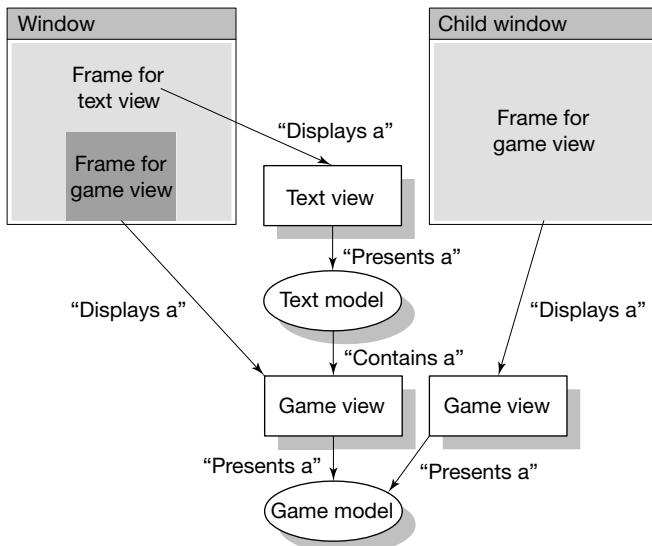 Window
Child window
Frame for
text view
Frame for
game view
“Displays a”
Frame for
game view
Text view
“Presents a”
Text model
“Displays a”
“Displays a”
“Contains a”
Game view
Game view
“Presents a”
“Presents a”
Game model